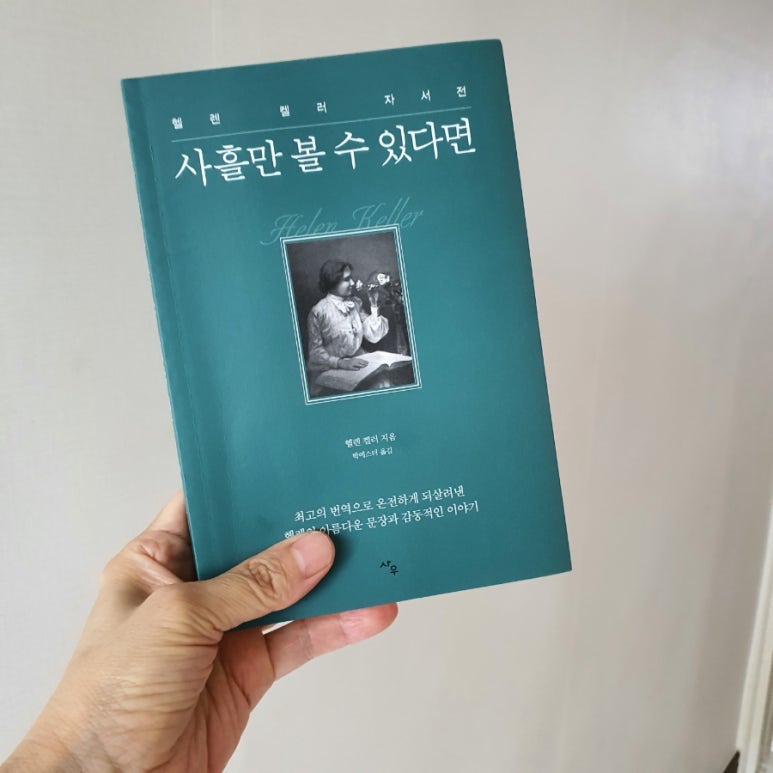 헬렌 켈러 자서전
사흘만 볼 수 있다면
Helen Keller
헬렌 켈러 지음
박에스더 옮김
최고의 번역으로 온전하게 되살려낸
아름다운 문장과 감동적인 이야기
사우